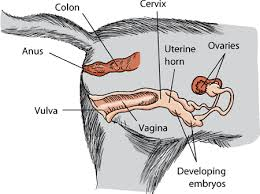 Colon
Cervix
Anus
Uterine
horn
Ovaries
Vulva
Vagina
Developing
embryos